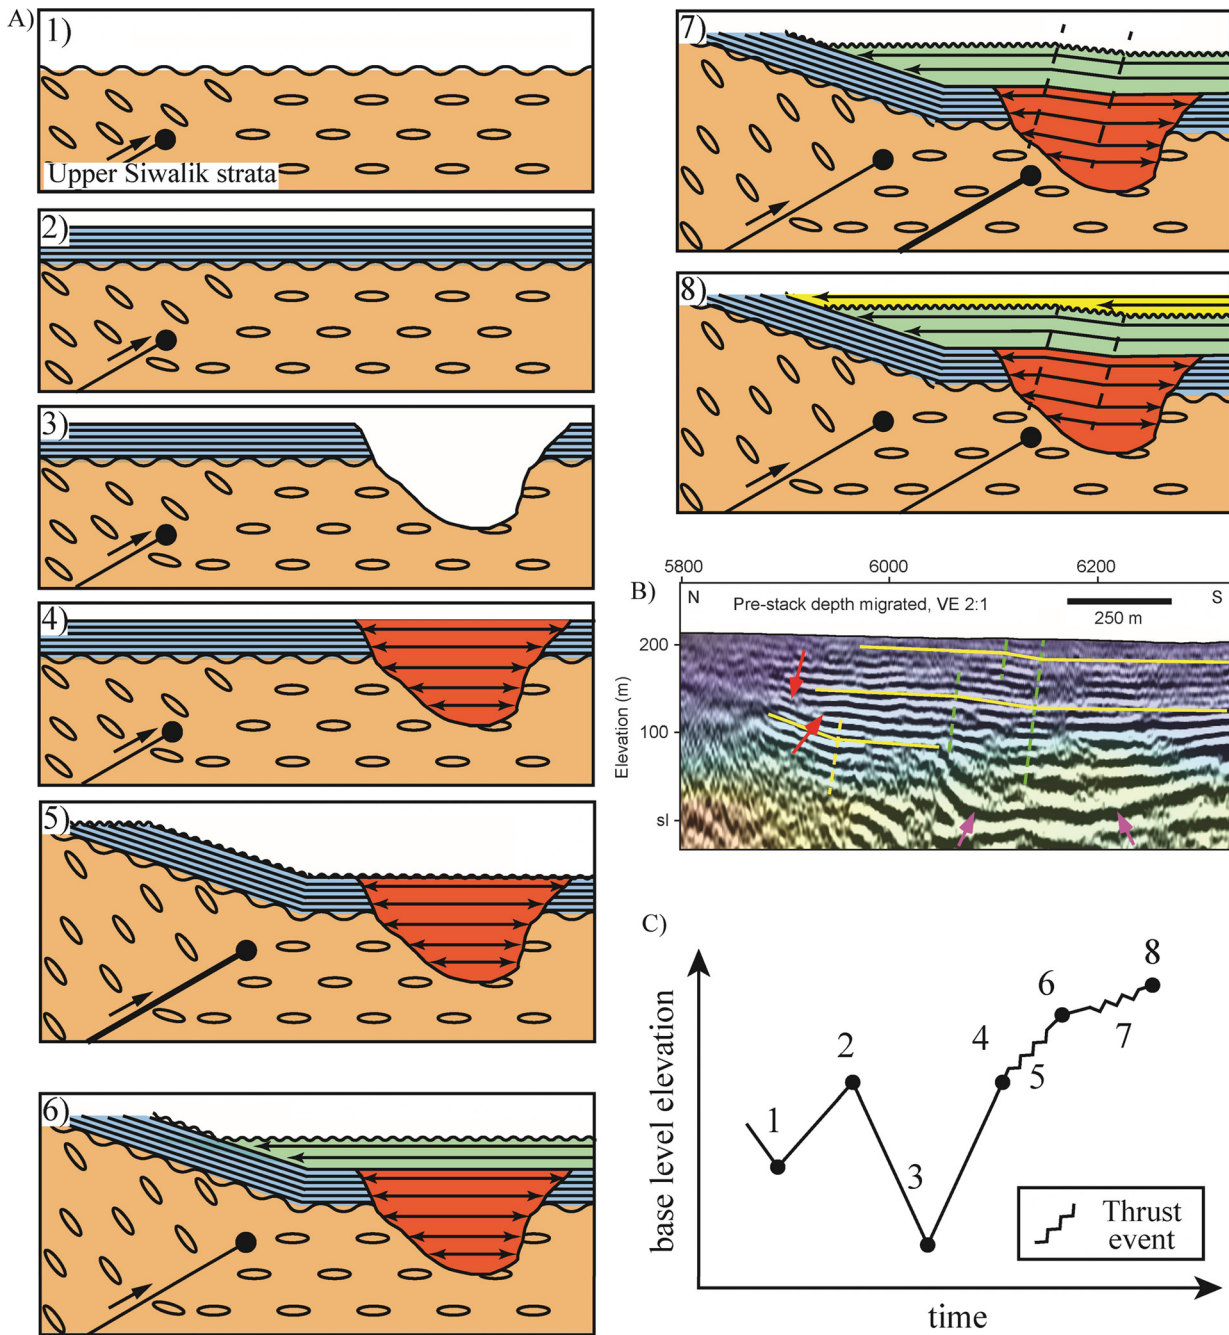 A)
1)
Upper Siwalik strata
2)
3)
4)
5)
6)
7)
8)
B)
5800
6000
6200
N
Pre-stack depth migrated, VE 2:1
250 m
S
200
100
sl
Elevation (m)
C)
base level elevation
1
2
3
4
5
6
7
8
Thrust
event
time